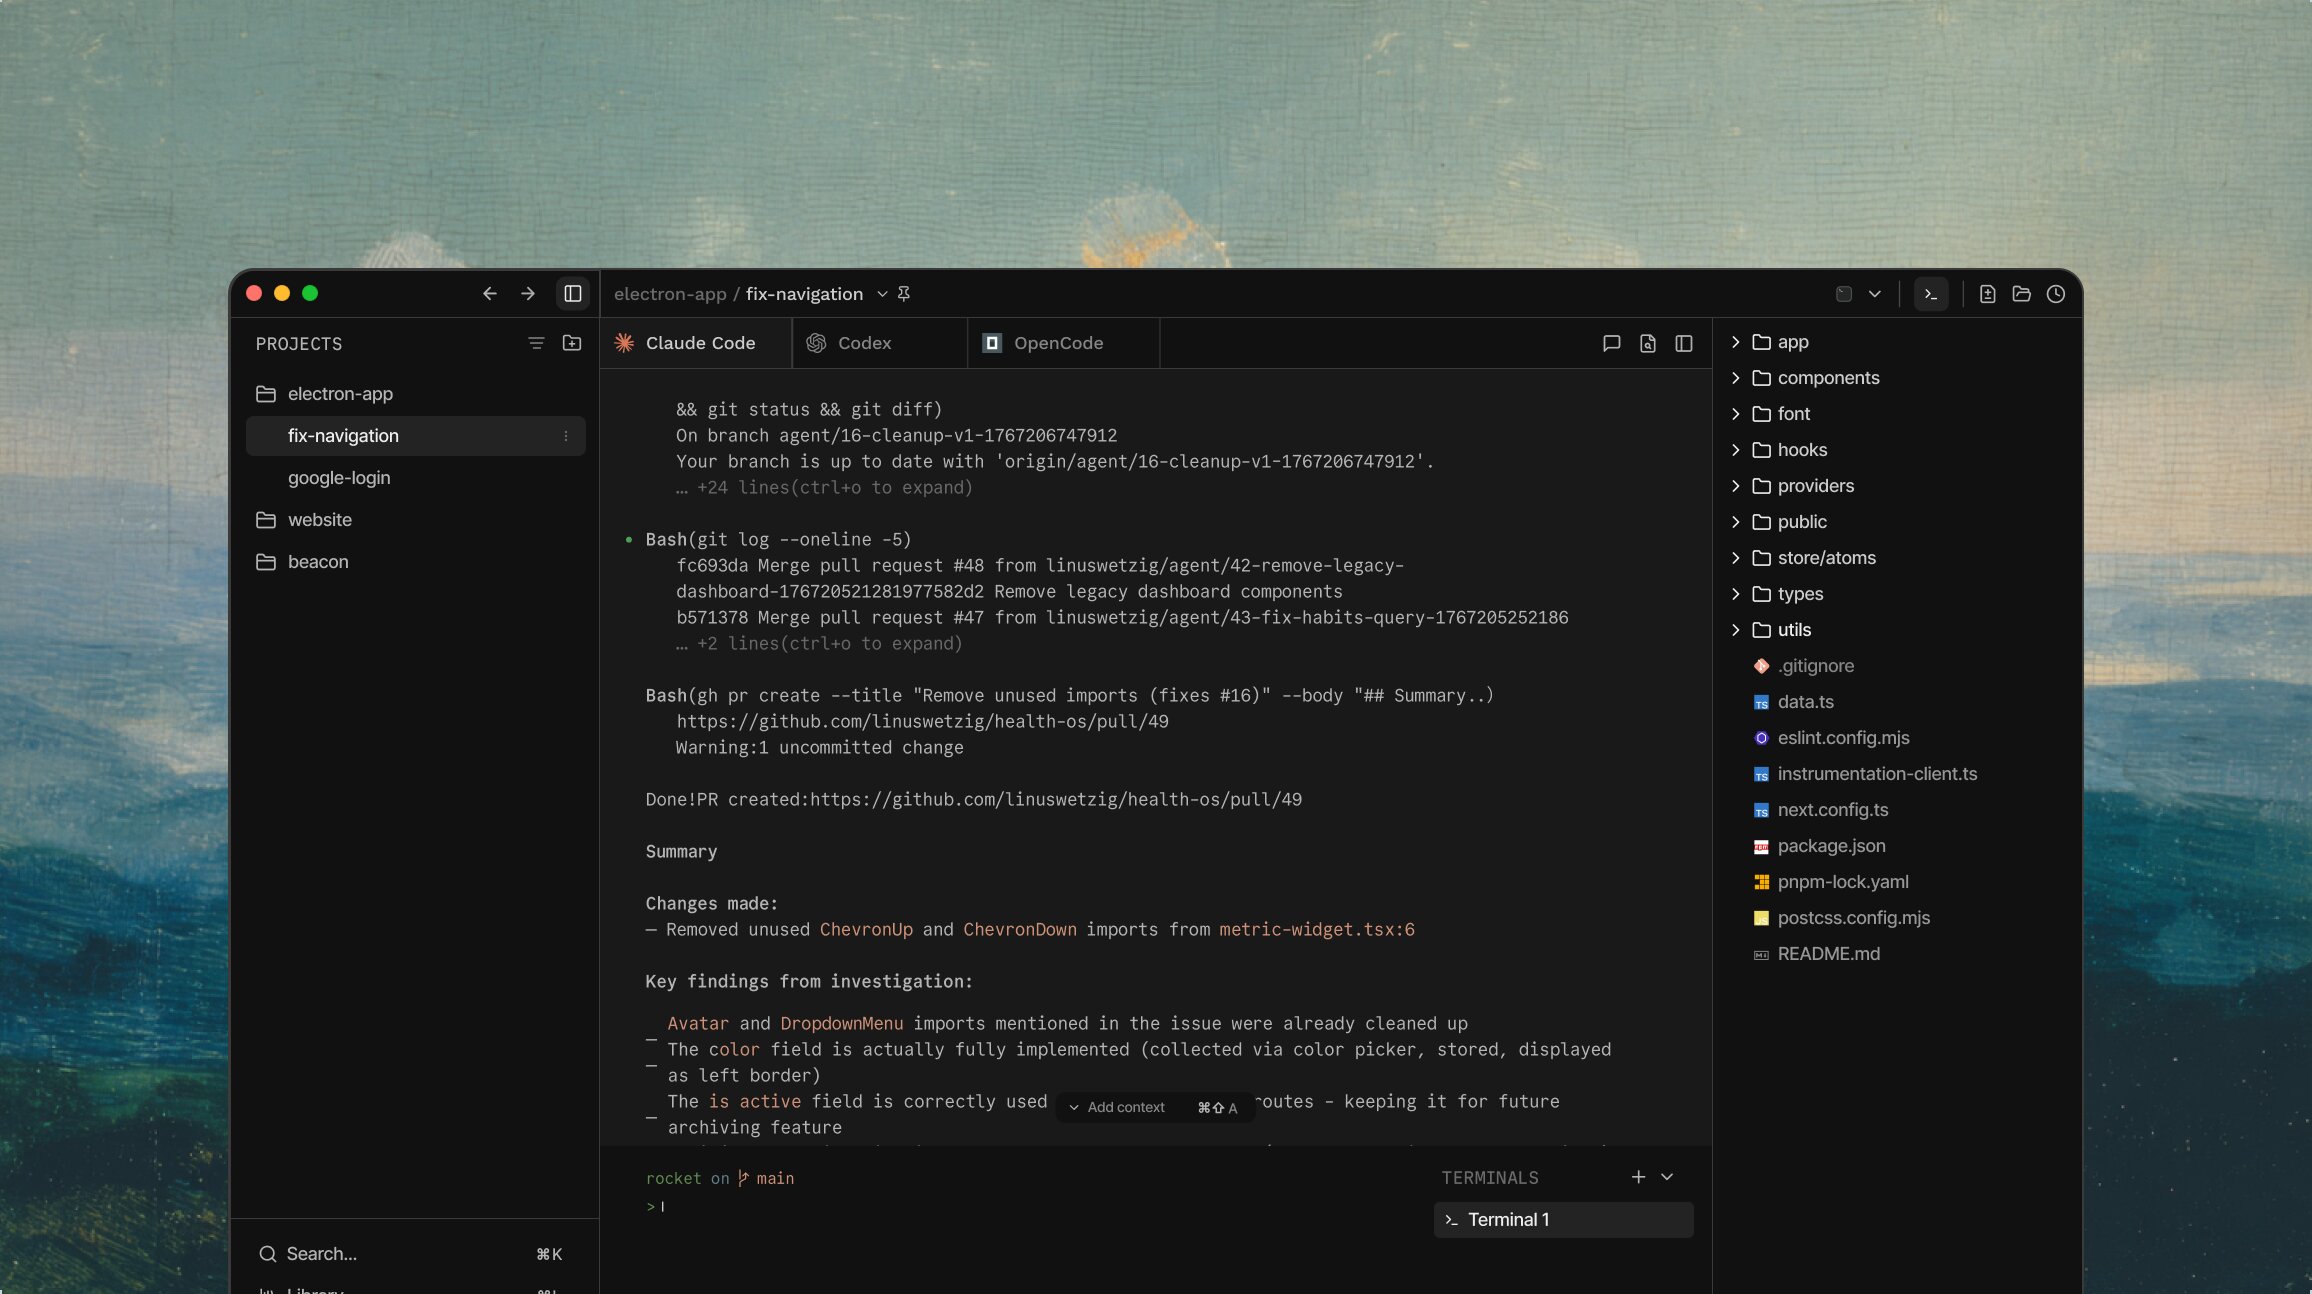 electron-app / fix-navigation
PROJECTS
electron-app
fix-navigation
google-login
website
beacon
Search...
⌘K
Library
Claude Code
Codex
OpenCode
&& git status && git diff)
On branch agent/16-cleanup-v1-1767206747912
Your branch is up to date with 'origin/agent/16-cleanup-v1-1767206747912'.
… +24 lines(ctrl+o to expand)
Bash(git log --oneline -5)
fc693da Merge pull request #48 from linuswetzig/agent/42-remove-legacy-
dashboard-176720521281977582d2 Remove legacy dashboard components
b571378 Merge pull request #47 from linuswetzig/agent/43-fix-habits-query-1767205252186
… +2 lines(ctrl+o to expand)
Bash(gh pr create --title "Remove unused imports (fixes #16)" --body "## Summary..)
https://github.com/linuswetzig/health-os/pull/49
Warning:1 uncommitted change
Done!PR created:https://github.com/linuswetzig/health-os/pull/49
Summary
Changes made:
— Removed unused ChevronUp and ChevronDown imports from metric-widget.tsx:6
Key findings from investigation:
— Avatar and DropdownMenu imports mentioned in the issue were already cleaned up
— The color field is actually fully implemented (collected via color picker, stored, displayed
as left border)
— The is active field is correctly used routes - keeping it for future
archiving feature
Add context ⌘⇧A
rocket on main
>
TERMINALS
Terminal 1
app
components
font
hooks
providers
public
store/atoms
types
utils
.gitignore
data.ts
eslint.config.mjs
instrumentation-client.ts
next.config.ts
package.json
pnpm-lock.yaml
postcss.config.mjs
README.md